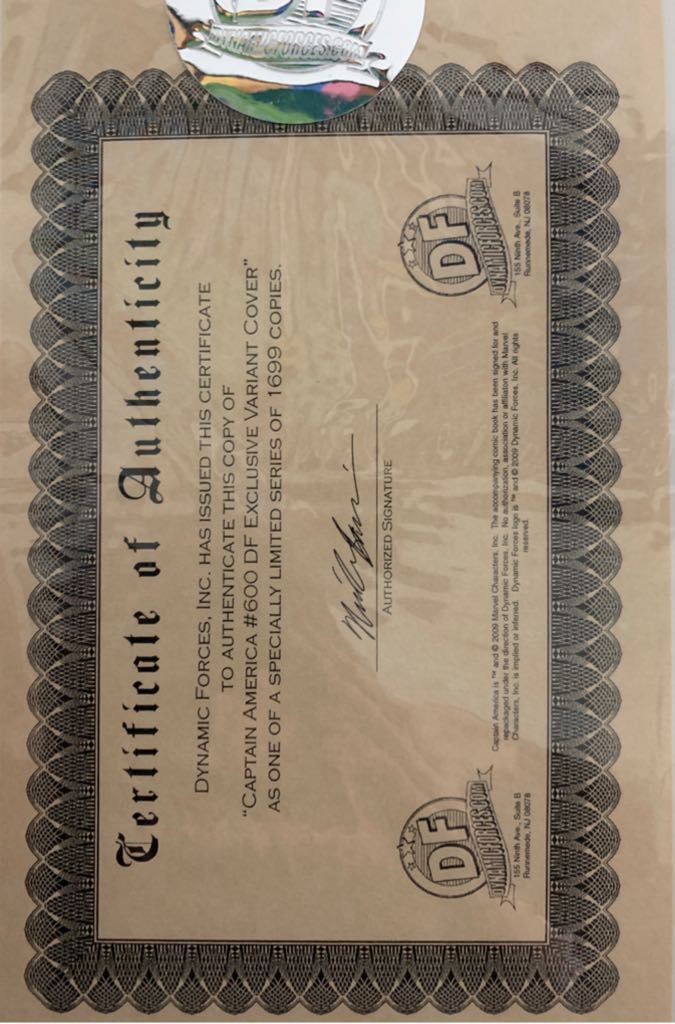 DYNAMICFORCES.COM
Certificate of Authenticity
DYNAMIC FORCES, INC. HAS ISSUED THIS CERTIFICATE
TO AUTHENTICATE THIS COPY OF
"CAPTAIN AMERICA #600 DF EXCLUSIVE VARIANT COVER"
AS ONE OF A SPECIALLY LIMITED SERIES OF 1699 COPIES.
AUTHORIZED SIGNATURE
DF
DYNAMICFORCES.COM
155 Ninth Ave., Suite B
Runnemede, NJ 08078
Captain America is ™ and © 2009 Marvel Characters, Inc. The accompanying comic book has been signed for and
repackaged under the direction of Dynamic Forces, Inc. No authorization, association or affiliation with Marvel
Characters, Inc. is implied or inferred. Dynamic Forces logo is ™ and © 2009 Dynamic Forces, Inc. All rights
reserved.
DF
DYNAMICFORCES.COM
155 Ninth Ave., Suite B
Runnemede, NJ 08078